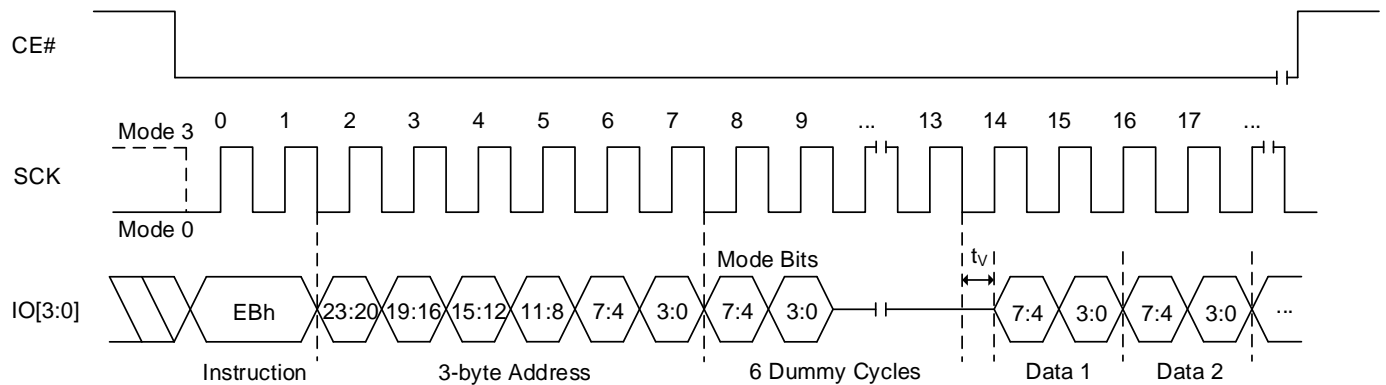 CE#
Mode 3 0 1 2 3 4 5 6 7 8 9 ... 13 14 15 16 17 ...
SCK
Mode 0
Mode Bits tV
IO[3:0] EBh 23:20 19:16 15:12 11:8 7:4 3:0 7:4 3:0 7:4 3:0 7:4 3:0 ...
Instruction 3-byte Address 6 Dummy Cycles Data 1 Data 2